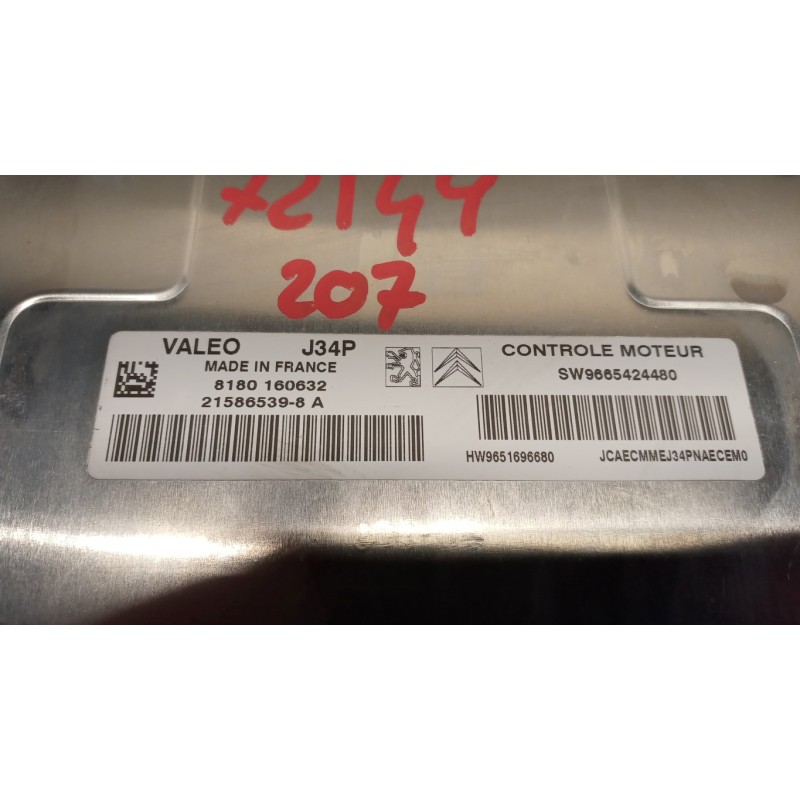 X2144
207
VALEO J34P
MADE IN FRANCE
8180 160632
21586539-8 A
CONTROLE MOTEUR
SW9665424480
HW9651696680 JCAECMMEJ34PNAECEM0